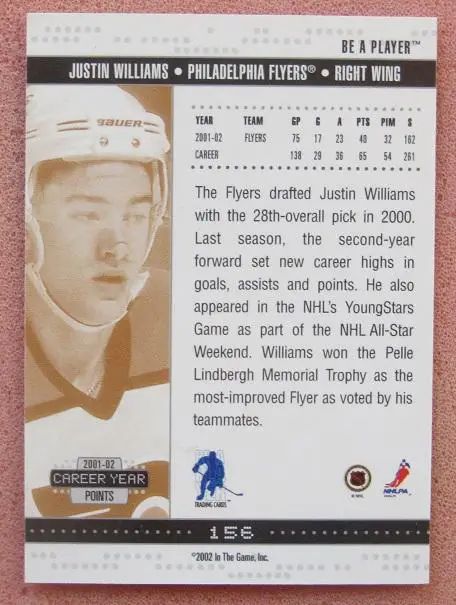 BE A PLAYER™
JUSTIN WILLIAMS • PHILADELPHIA FLYERS® • RIGHT WING
BAUER
YEAR TEAM GP G A PTS PIM S
2001-02 FLYERS 75 17 23 40 32 162
CAREER 138 29 36 65 54 261
The Flyers drafted Justin Williams
with the 28th-overall pick in 2000.
Last season, the second-year
forward set new career highs in
goals, assists and points. He also
appeared in the NHL's YoungStars
Game as part of the NHL All-Star
Weekend. Williams won the Pelle
Lindbergh Memorial Trophy as the
most-improved Flyer as voted by his
teammates.
2001-02
CAREER YEAR
POINTS
TRADING CARDS
© NHL
NHLPA
156
©2002 In The Game, Inc.